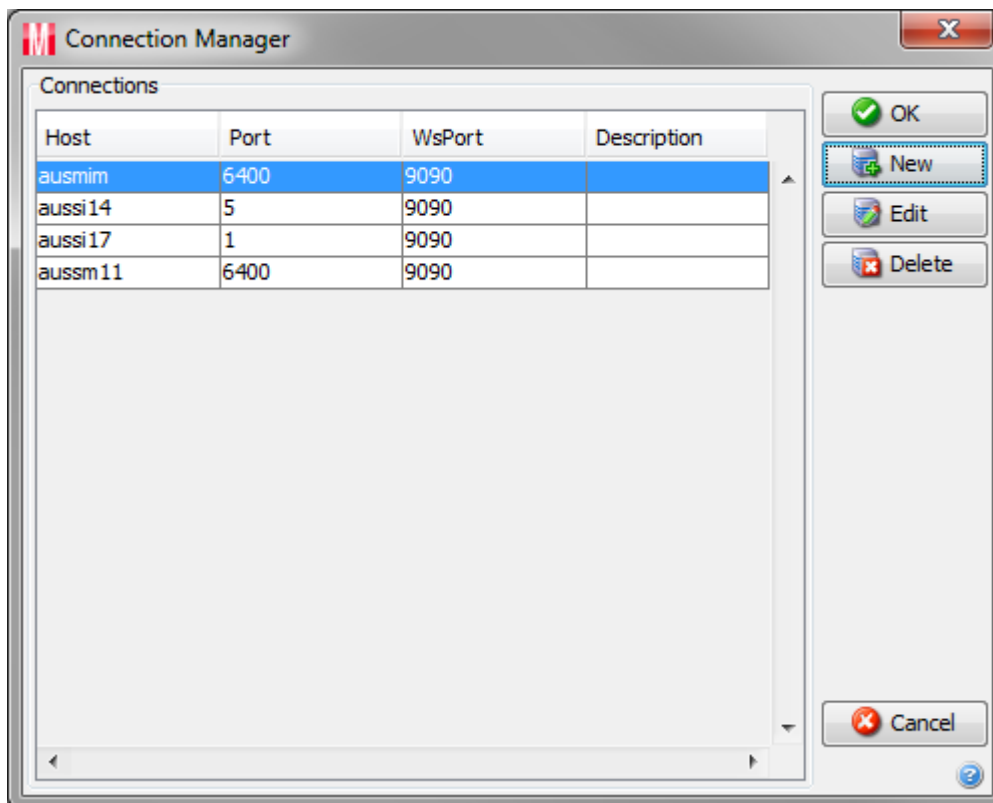 Connection Manager
Connections
Host Port WsPort Description
ausmim 6400 9090
aussi14 5 9090
aussi17 1 9090
aussm11 6400 9090
OK
New
Edit
Delete
Cancel